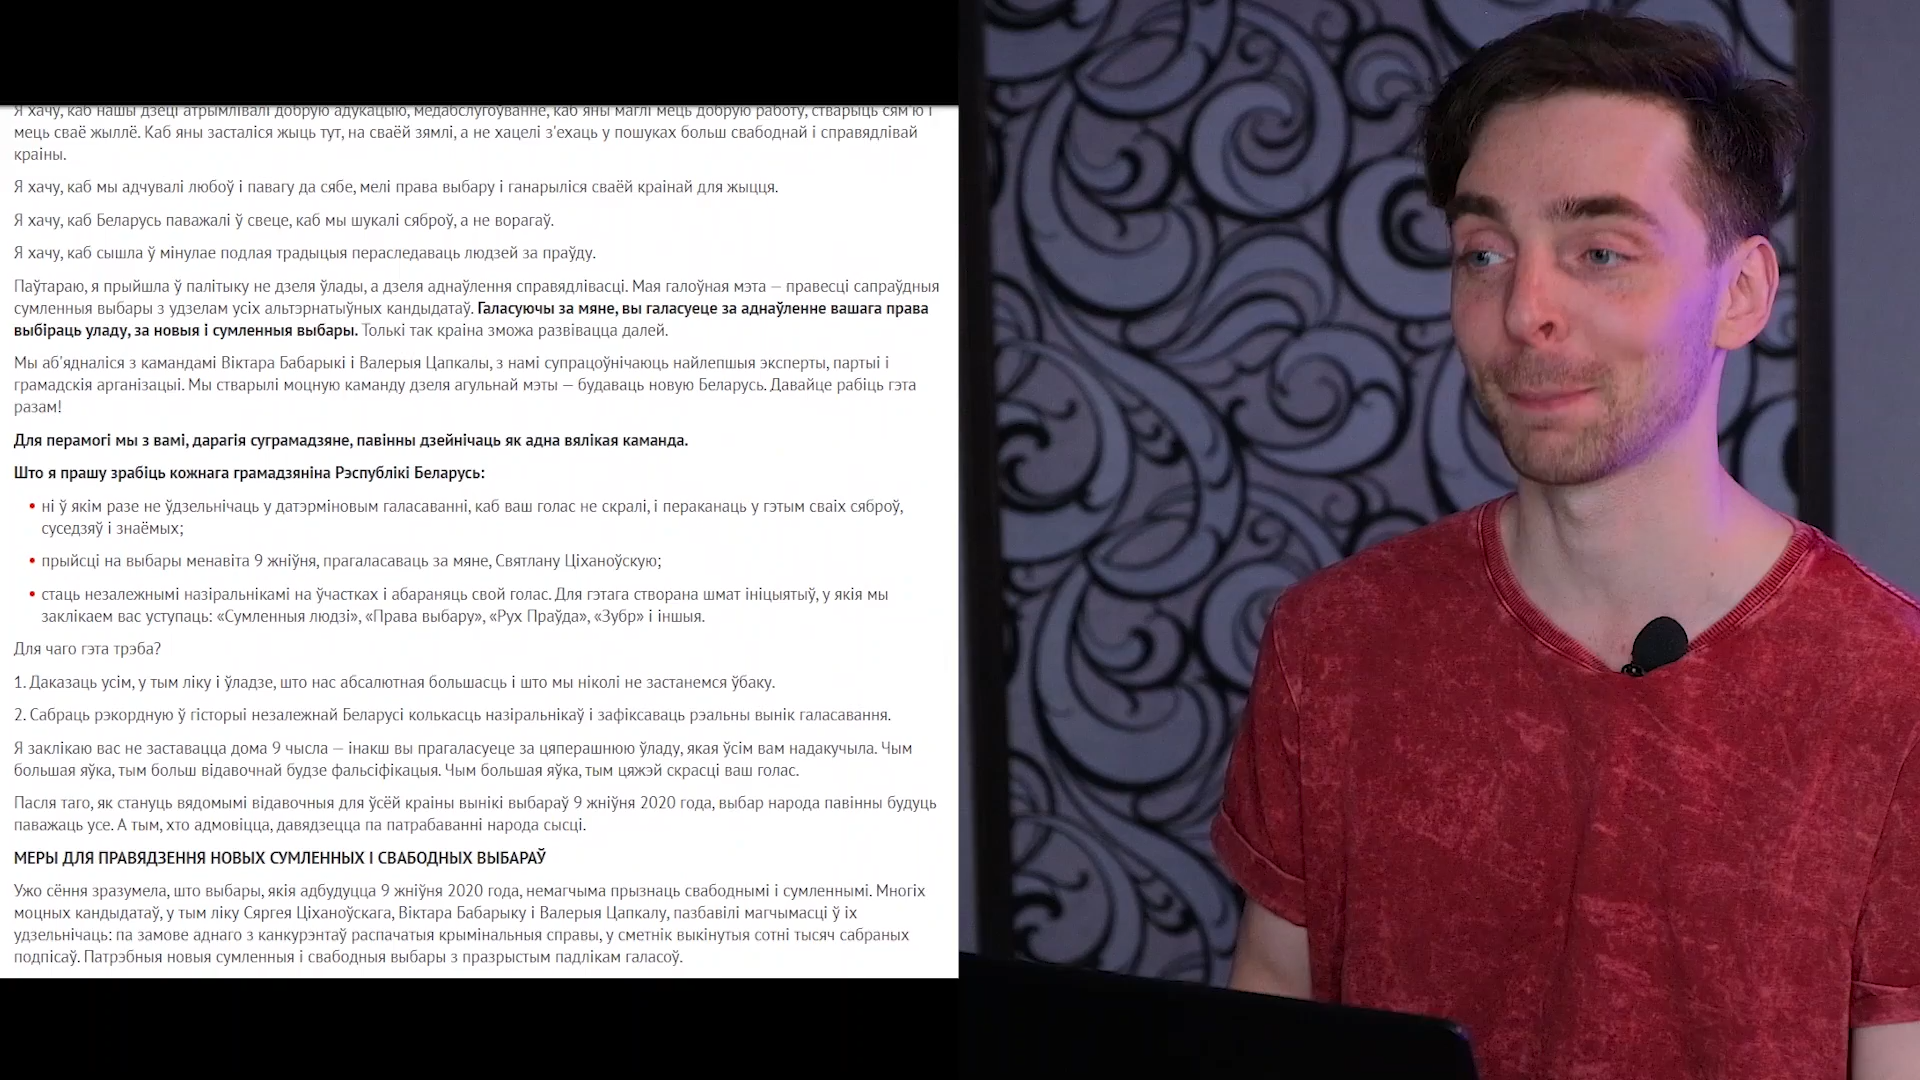 Я хачу, каб нашы дзеці атрымлівалі добрую адукацыю, медабслугоўванне, каб яны маглі мець добрую работу, стварыць сям'ю і
мець сваё жыллё. Каб яны засталіся жыць тут, на сваёй зямлі, а не хацелі з'ехаць у пошуках больш свабоднай і справядлівай
краіны.
Я хачу, каб мы адчувалі любоў і павагу да сябе, мелі права выбару і ганарыліся сваёй краінай для жыцця.
Я хачу, каб Беларусь паважалі ў свеце, каб мы шукалі сяброў, а не ворагаў.
Я хачу, каб сышла ў мінулае подлая традыцыя пераследаваць людзей за праўду.
Паўтараю, я прыйшла ў палітыку не дзеля ўлады, а дзеля аднаўлення справядлівасці. Мая галоўная мэта — правесці сапраўдныя
сумленныя выбары з удзелам усіх альтэрнатыўных кандыдатаў. Галасуючы за мяне, вы галасуеце за аднаўленне вашага права
выбіраць уладу, за новыя і сумленныя выбары. Толькі так краіна зможа развівацца далей.
Мы аб'ядналіся з камандамі Віктара Бабарыкі і Валерыя Цапкалы, з намі супрацоўнічаюць найлепшыя эксперты, партыі і
грамадскія арганізацыі. Мы стварылі моцную каманду дзеля агульнай мэты — будаваць новую Беларусь. Давайце рабіць гэта
разам!
Для перамогі мы з вамі, дарагія суграмадзяне, павінны дзейнічаць як адна вялікая каманда.
Што я прашу зрабіць кожнага грамадзяніна Рэспублікі Беларусь:
• ні ў якім разе не ўдзельнічаць у датэрміновым галасаванні, каб ваш голас не скралі, і пераканаць у гэтым сваіх сяброў,
суседзяў і знаёмых;
• прыйсці на выбары менавіта 9 жніўня, прагаласаваць за мяне, Святлану Ціханоўскую;
• стаць незалежнымі назіральнікамі на ўчастках і абараняць свой голас. Для гэтага створана шмат ініцыятыў, у якія мы
заклікаем вас уступаць: «Сумленныя людзі», «Права выбару», «Рух Праўда», «Зубр» і іншыя.
Для чаго гэта трэба?
1. Даказаць усім, у тым ліку і ўладзе, што нас абсалютная большасць і што мы ніколі не застанемся ўбаку.
2. Сабраць рэкордную ў гісторыі незалежнай Беларусі колькасць назіральнікаў і зафіксаваць рэальны вынік галасавання.
Я заклікаю вас не заставацца дома 9 чысла — інакш вы прагаласуеце за цяперашнюю ўладу, якая ўсім вам надакучыла. Чым
большая яўка, тым больш відавочнай будзе фальсіфікацыя. Чым большая яўка, тым цяжэй скрасці ваш голас.
Пасля таго, як стануць вядомымі відавочныя для ўсёй краіны вынікі выбараў 9 жніўня 2020 года, выбар народа павінны будуць
паважаць усе. А тым, хто адмовіцца, давядзецца па патрабаванні народа сысці.
МЕРЫ ДЛЯ ПРАВЯДЗЕННЯ НОВЫХ СУМЛЕННЫХ І СВАБОДНЫХ ВЫБАРАЎ
Ужо сёння зразумела, што выбары, якія адбудуцца 9 жніўня 2020 года, немагчыма прызнаць свабоднымі і сумленнымі. Многіх
моцных кандыдатаў, у тым ліку Сяргея Ціханоўскага, Віктара Бабарыку і Валерыя Цапкалу, пазбавілі магчымасці ў іх
удзельнічаць: па замове аднаго з канкурэнтаў распачатыя крымінальныя справы, у сметнік выкінутыя сотні тысяч сабраных
подпісаў. Патрэбныя новыя сумленныя і свабодныя выбары з празрыстым падлікам галасоў.